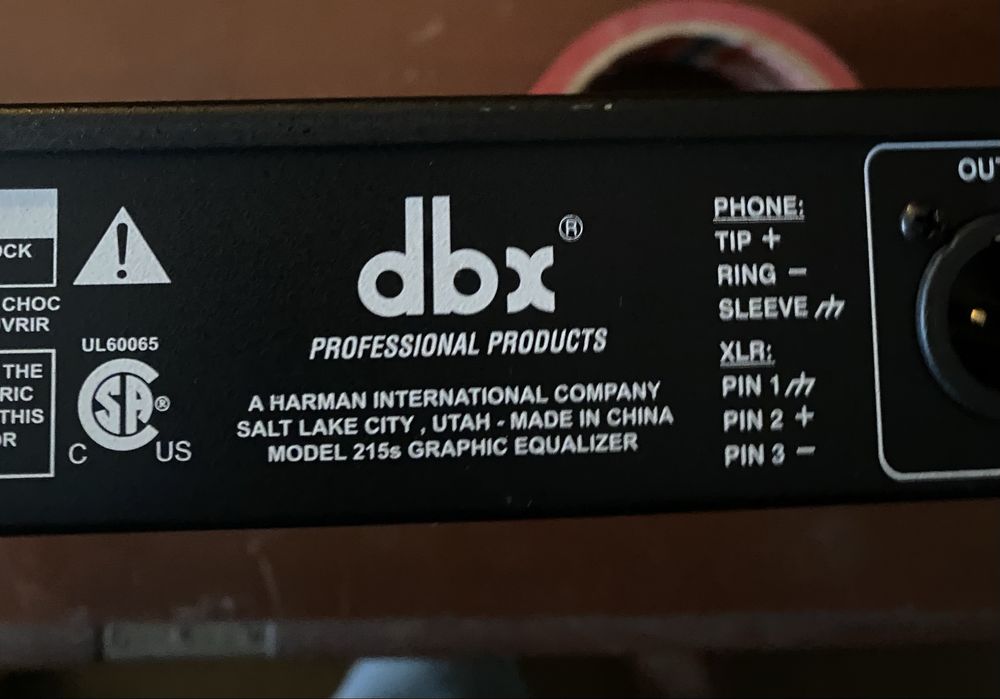 OCK
CHOC
VRIR
THE
RIC
THIS
OR
UL60065
CSA®
C US
dbx®
PROFESSIONAL PRODUCTS
A HARMAN INTERNATIONAL COMPANY
SALT LAKE CITY , UTAH - MADE IN CHINA
MODEL 215s GRAPHIC EQUALIZER
PHONE:
TIP +
RING -
SLEEVE
XLR:
PIN 1
PIN 2 +
PIN 3 -
OUT